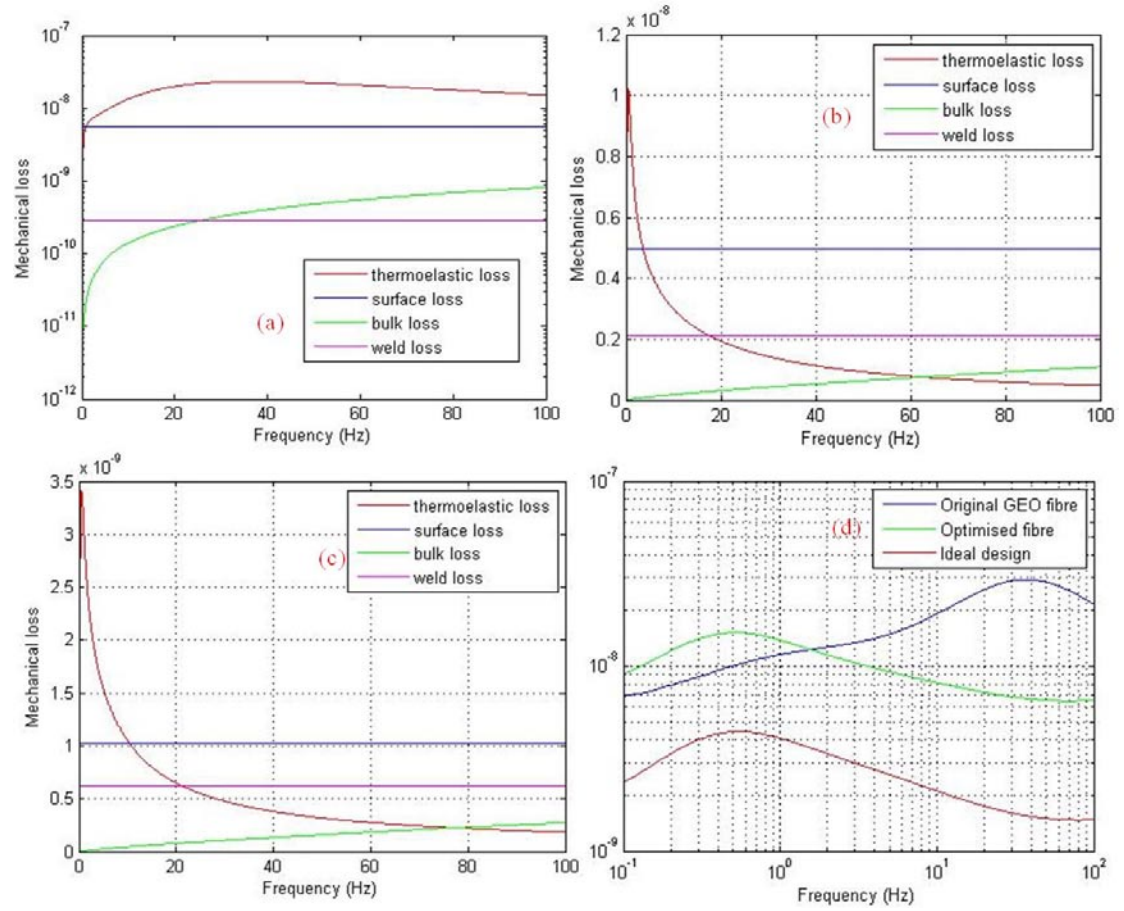 10^-7
10^-8
10^-9
10^-10
10^-11
10^-12
Mechanical loss
thermoelastic loss
surface loss
bulk loss
weld loss
(a)
0 20 40 60 80 100
Frequency (Hz)
x 10^-8
1.2
1
0.8
0.6
0.4
0.2
0
Mechanical loss
thermoelastic loss
surface loss
bulk loss
weld loss
(b)
0 20 40 60 80 100
Frequency (Hz)
x 10^-9
3.5
3
2.5
2
1.5
1
0.5
0
Mechanical loss
thermoelastic loss
surface loss
bulk loss
weld loss
(c)
0 20 40 60 80 100
Frequency (Hz)
10^-7
10^-8
10^-9
Original GEO fibre
Optimised fibre
Ideal design
(d)
10^-1 10^0 10^1 10^2
Frequency (Hz)